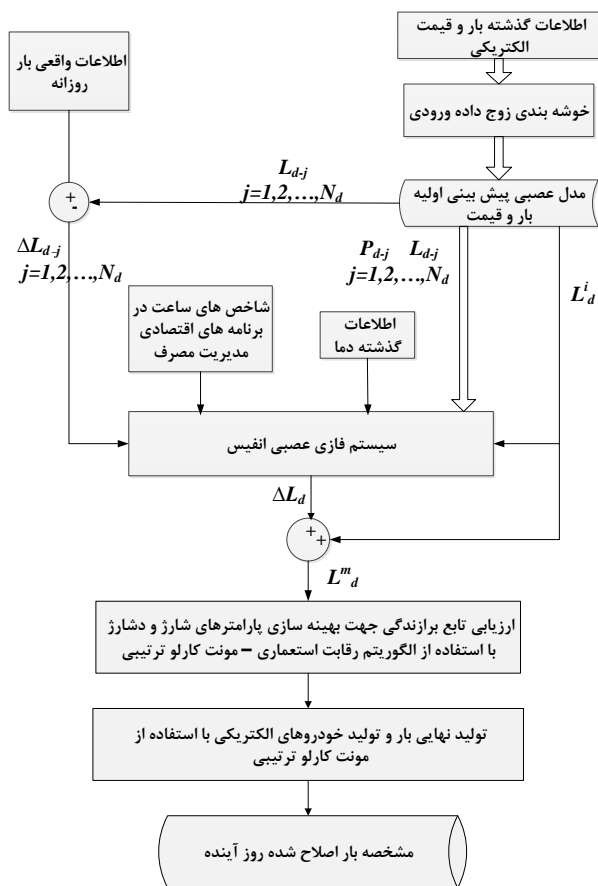 اطلاعات گذشته بار و قیمت
الکتریکی
اطلاعات واقعی بار
روزانه
خوشه بندی زوج داده ورودی
مدل عصبی پیش بینی اولیه
بار و قیمت
L_{d-j}
j=1,2,…,N_d
-
ΔL_{d-j}
j=1,2,…,N_d
P_{d-j} L_{d-j}
j=1,2,…,N_d
L^i_d
شاخص های ساعت در
برنامه های اقتصادی
مدیریت مصرف
اطلاعات
گذشته دما
سیستم فازی عصبی انفیس
ΔL_d
+
+
L^m_d
ارزیابی تابع برازندگی جهت بهینه سازی پارامترهای شارژ و دشارژ
با استفاده از الگوریتم رقابت استعماری – مونت کارلو ترتیبی
تولید نهایی بار و تولید خودروهای الکتریکی با استفاده از
مونت کارلو ترتیبی
مشخصه بار اصلاح شده روز آینده